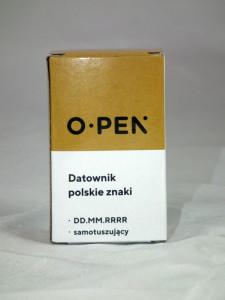 O·PEN
Datownik
polskie znaki
· DD.MM.RRRR
· samotuszujący